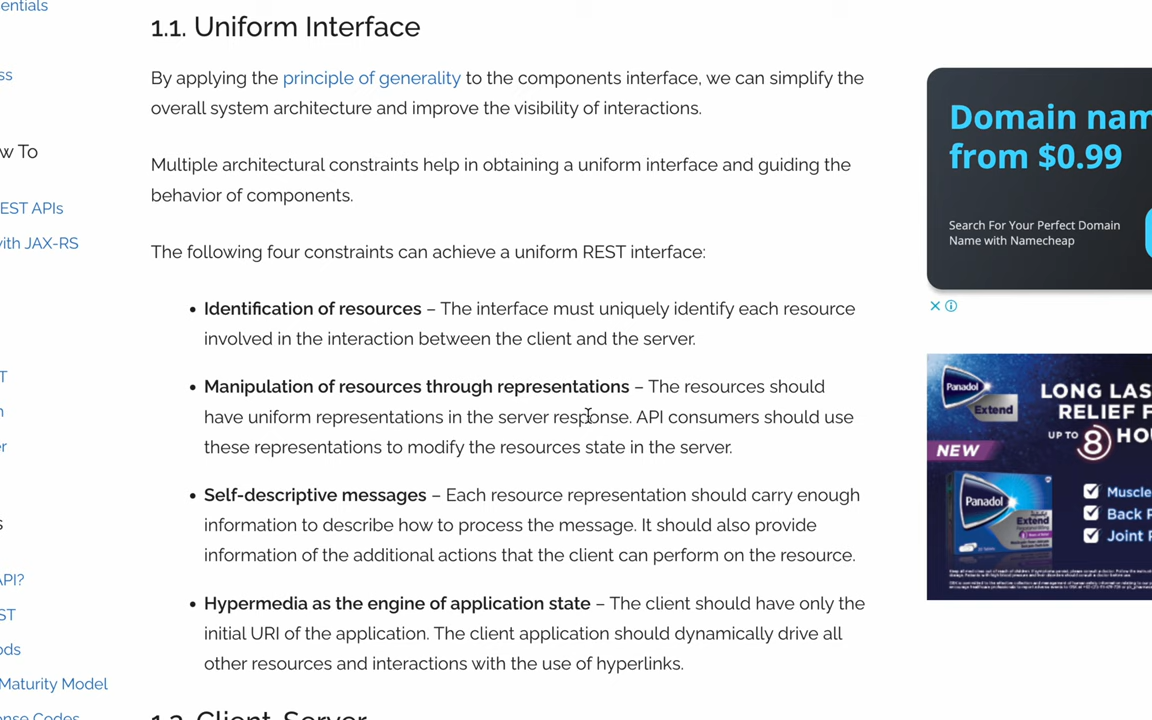 entials
ss
w To
EST APIs
with JAX-RS
T
n
er
s
API?
ST
ods
Maturity Model
onse Codes
1.1. Uniform Interface
By applying the principle of generality to the components interface, we can simplify the
overall system architecture and improve the visibility of interactions.
Multiple architectural constraints help in obtaining a uniform interface and guiding the
behavior of components.
The following four constraints can achieve a uniform REST interface:
• Identification of resources – The interface must uniquely identify each resource
involved in the interaction between the client and the server.
• Manipulation of resources through representations – The resources should
have uniform representations in the server response. API consumers should use
these representations to modify the resources state in the server.
• Self-descriptive messages – Each resource representation should carry enough
information to describe how to process the message. It should also provide
information of the additional actions that the client can perform on the resource.
• Hypermedia as the engine of application state – The client should have only the
initial URI of the application. The client application should dynamically drive all
other resources and interactions with the use of hyperlinks.
1.2. Client-Server
Domain nam
from $0.99
Search For Your Perfect Domain
Name with Namecheap
Panadol
Extend
LONG LAS
RELIEF F
UP TO 8 HOU
NEW
Panadol
Extend
Muscle
Back P
Joint P